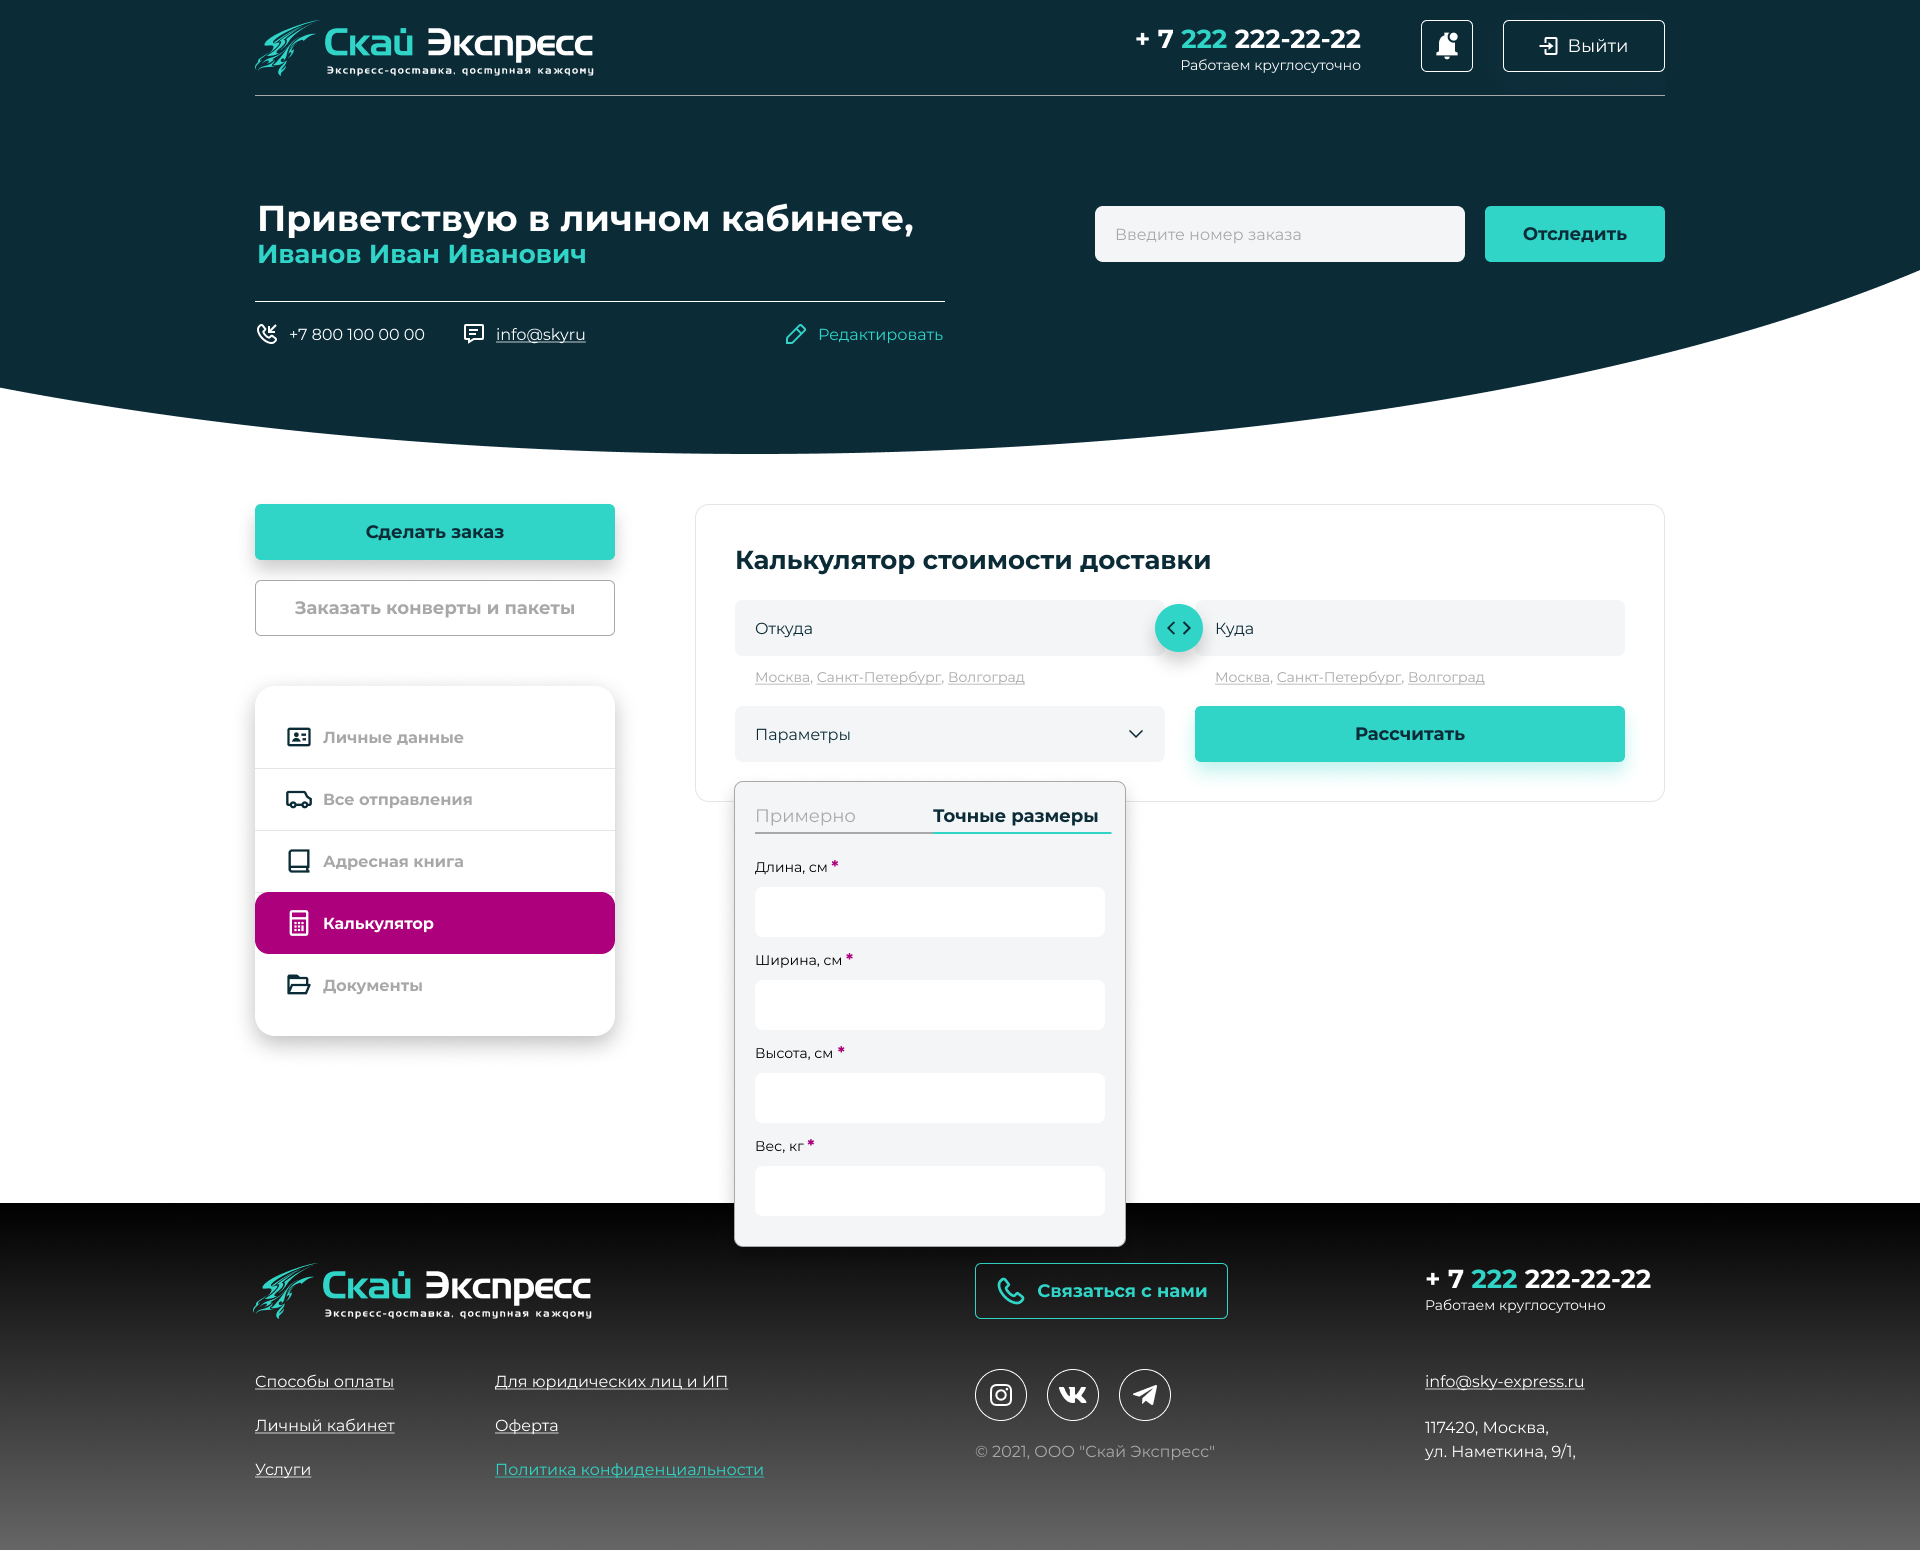 Скай Экспресс
Экспресс-доставка, доступная каждому
+ 7 222 222-22-22
Работаем круглосуточно
Выйти
Приветствую в личном кабинете,
Иванов Иван Иванович
Введите номер заказа
Отследить
+7 800 100 00 00
info@skyru
Редактировать
Сделать заказ
Заказать конверты и пакеты
Личные данные
Все отправления
Адресная книга
Калькулятор
Документы
Калькулятор стоимости доставки
Откуда
Куда
Москва, Санкт-Петербург, Волгоград
Москва, Санкт-Петербург, Волгоград
Параметры
Рассчитать
Примерно
Точные размеры
Длина, см *
Ширина, см *
Высота, см *
Вес, кг *
Скай Экспресс
Экспресс-доставка, доступная каждому
Связаться с нами
+ 7 222 222-22-22
Работаем круглосуточно
Способы оплаты
Для юридических лиц и ИП
Личный кабинет
Оферта
Услуги
Политика конфиденциальности
© 2021, ООО "Скай Экспресс"
info@sky-express.ru
117420, Москва,
ул. Наметкина, 9/1,